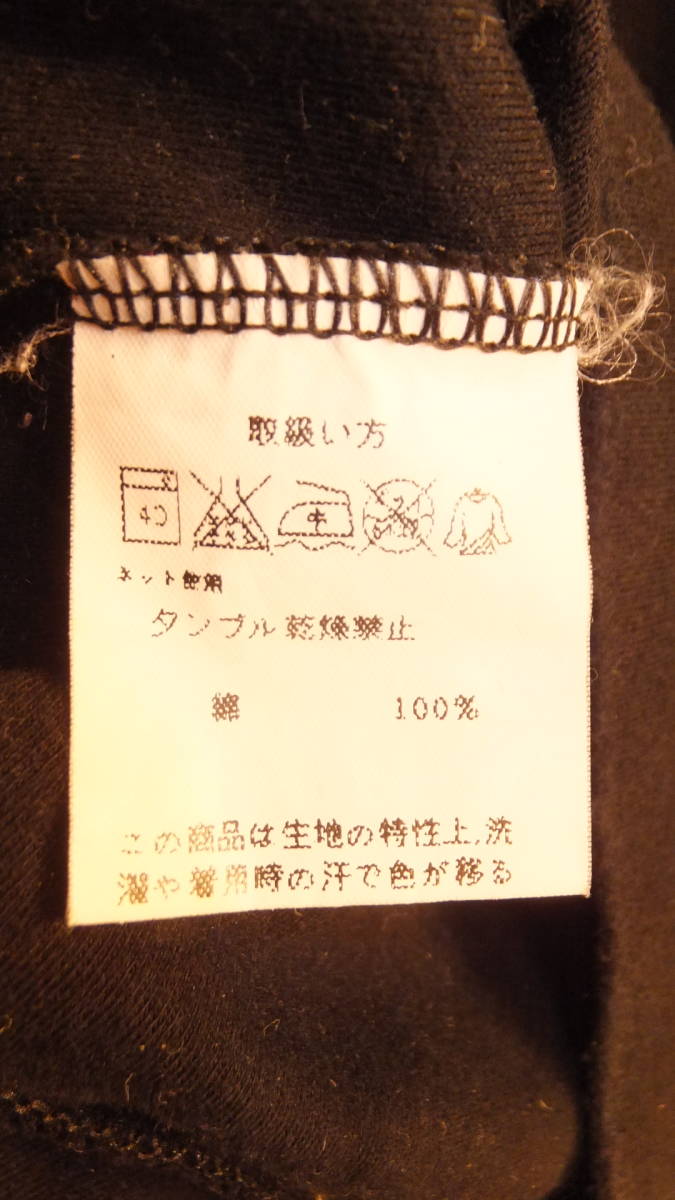 取扱い方
40
ネット使用
タンブル乾燥禁止
綿 100%
この商品は生地の特性上,洗
濯や着用時の汗で色が移る